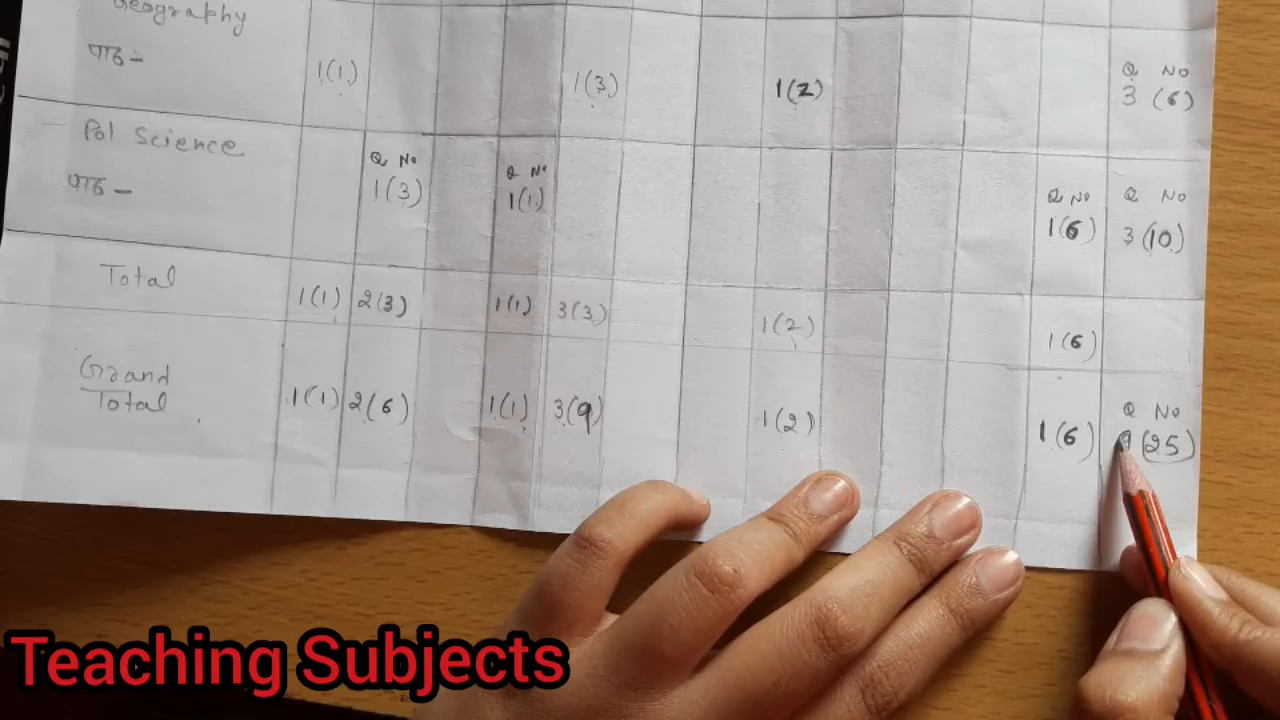 Geography
पाठ- 1(1) 1(3) 1(2) Q No 3 (6)
Pol Science
पाठ- Q No 1(3) Q No 1(1) Q No 1(6) Q No 3(10)
Total 1(1) 2(3) 1(1) 3(3) 1(2) 1(6)
Grand Total 1(1) 2(6) 1(1) 3(9) 1(2) 1(6) Q No 9(25)
Teaching Subjects